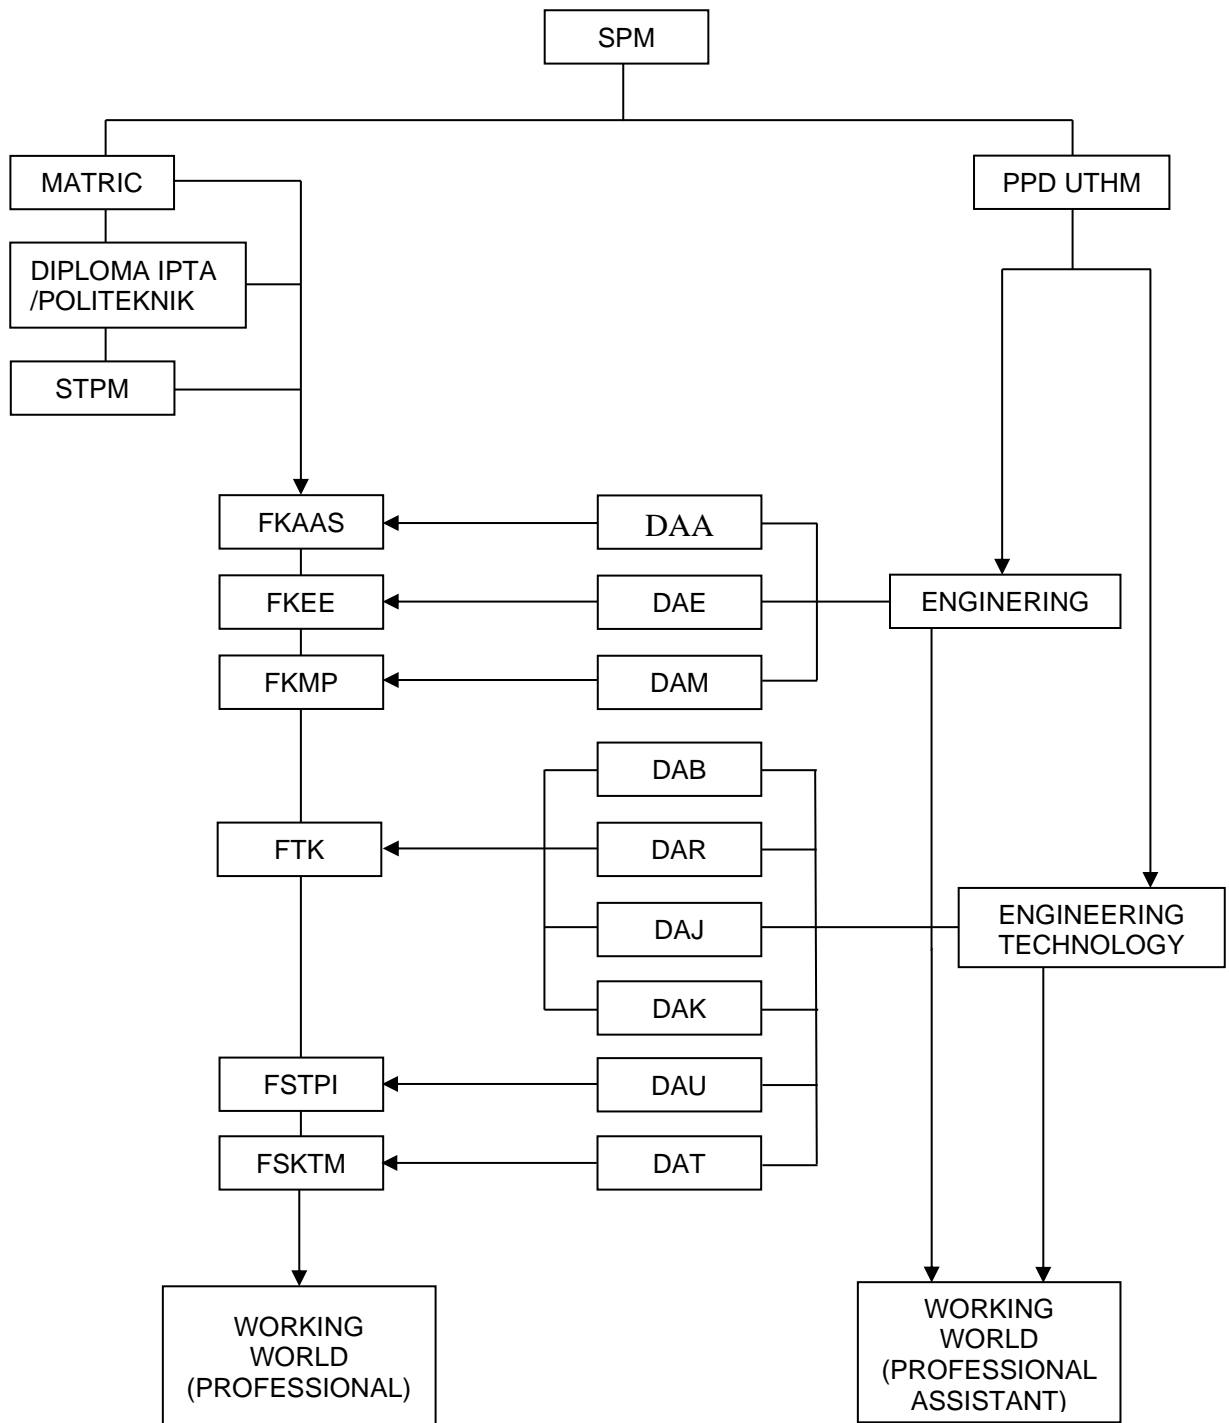 SPM
MATRIC
PPD UTHM
DIPLOMA IPTA
/POLITEKNIK
STPM
FKAAS
DAA
FKEE
DAE
ENGINERING
FKMP
DAM
DAB
FTK
DAR
DAJ
ENGINEERING
TECHNOLOGY
DAK
FSTPI
DAU
FSKTM
DAT
WORKING
WORLD
(PROFESSIONAL)
WORKING
WORLD
(PROFESSIONAL
ASSISTANT)